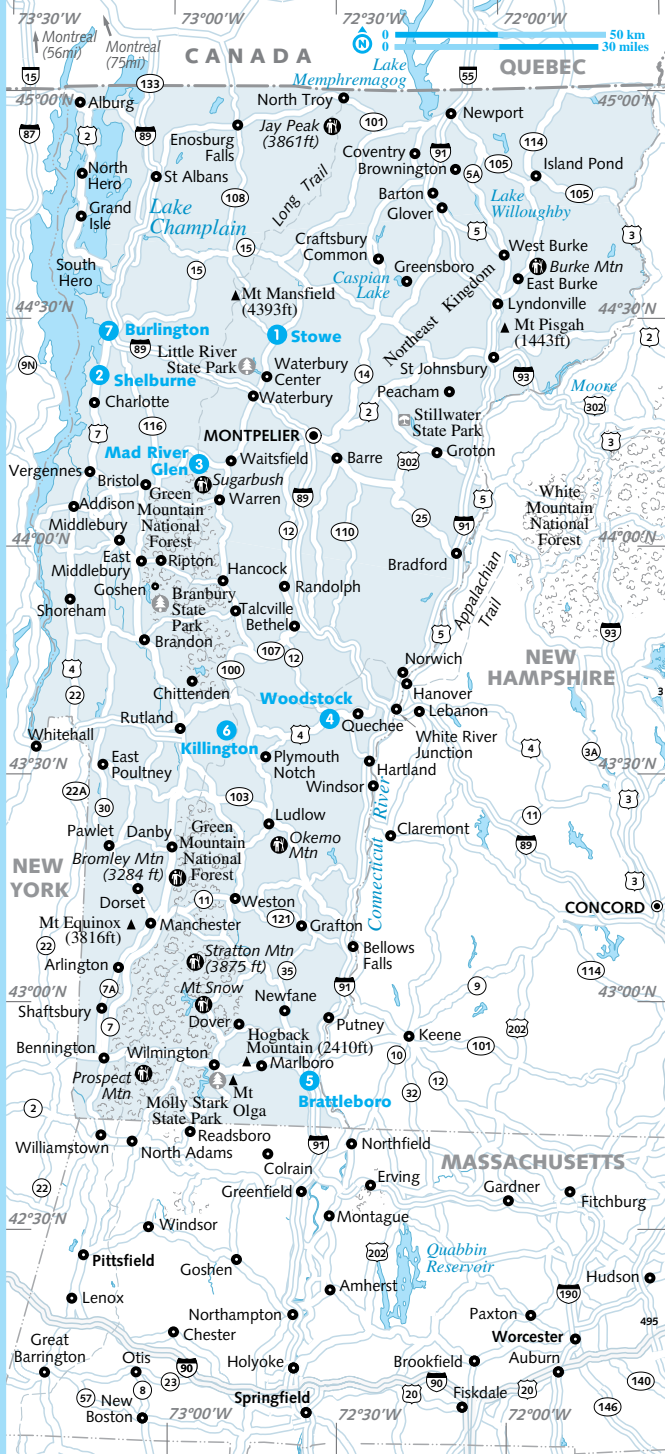 73°30'W
73°00'W
72°30'W
72°00'W
Montreal
(56mi)
Montreal
(75mi)
CANADA
N
0
50 km
0
30 miles
Lake
Memphremagog
QUEBEC
15
133
55
45°00'N
45°00'N
Alburg
North Troy
Newport
87
2
89
Enosburg
Falls
Jay Peak
(3861ft)
101
114
Coventry
91
Brownington
5A
105
Island Pond
105
North
Hero
St Albans
Long Trail
Barton
Glover
Lake
Willoughby
108
Grand
Isle
Lake
Champlain
5
3
15
Craftsbury
Common
West Burke
Burke Mtn
South
Hero
15
Caspian
Lake
Greensboro
East Burke
Northeast Kingdom
Lyndonville
Mt Mansfield
(4393ft)
44°30'N
44°30'N
7 Burlington
1 Stowe
Mt Pisgah
(1443ft)
2
89
Little River
State Park
9N
Waterbury
Center
St Johnsbury
14
93
2 Shelburne
Peacham
Moore
Charlotte
Waterbury
2
302
Stillwater
State Park
7
116
MONTPELIER
3
Mad River
Glen
3
Waitsfield
Barre
302
Groton
Vergennes
Bristol
Sugarbush
Warren
89
5
White
Mountain
National
Forest
Addison
Green
Mountain
National
Forest
Middlebury
12
110
25
91
44°00'N
44°00'N
East
Middlebury
Ripton
Bradford
Hancock
Goshen
Randolph
Appalachian
Trail
Shoreham
Branbury
State
Park
Talcville
Bethel
93
5
Brandon
107
12
4
100
Norwich
NEW
HAMPSHIRE
22
Chittenden
Hanover
3
Woodstock
4
Lebanon
Rutland
6
Killington
4
Quechee
White River
Junction
Whitehall
4
3A
43°30'N
43°30'N
East
Poultney
Plymouth
Notch
Hartland
Windsor
22A
30
103
3
Connecticut River
11
Ludlow
Pawlet
Danby
Green
Mountain
National
Forest
Okemo
Mtn
Claremont
89
Bromley Mtn
(3284 ft)
NEW
YORK
3
Dorset
11
Weston
CONCORD
Mt Equinox
(3816ft)
Manchester
121
Grafton
22
Stratton Mtn
(3875 ft)
Bellows
Falls
Arlington
35
114
7A
91
9
43°00'N
43°00'N
Mt Snow
Newfane
Shaftsbury
7
Dover
Putney
202
Keene
Hogback
Mountain (2410ft)
101
Bennington
Wilmington
Marlboro
10
Prospect
Mtn
5
Brattleboro
12
32
2
Mt
Olga
Molly Stark
State Park
Readsboro
Williamstown
North Adams
91
Northfield
Colrain
MASSACHUSETTS
22
Greenfield
Erving
Gardner
Fitchburg
42°30'N
Windsor
Montague
202
Quabbin
Reservoir
Pittsfield
Goshen
Hudson
Lenox
Amherst
190
Northampton
Paxton
495
Chester
Worcester
Great
Barrington
Otis
90
Holyoke
Brookfield
Auburn
90
23
140
57
8
Springfield
20
20
New
Boston
Fiskdale
146
73°00'W
72°30'W
72°00'W